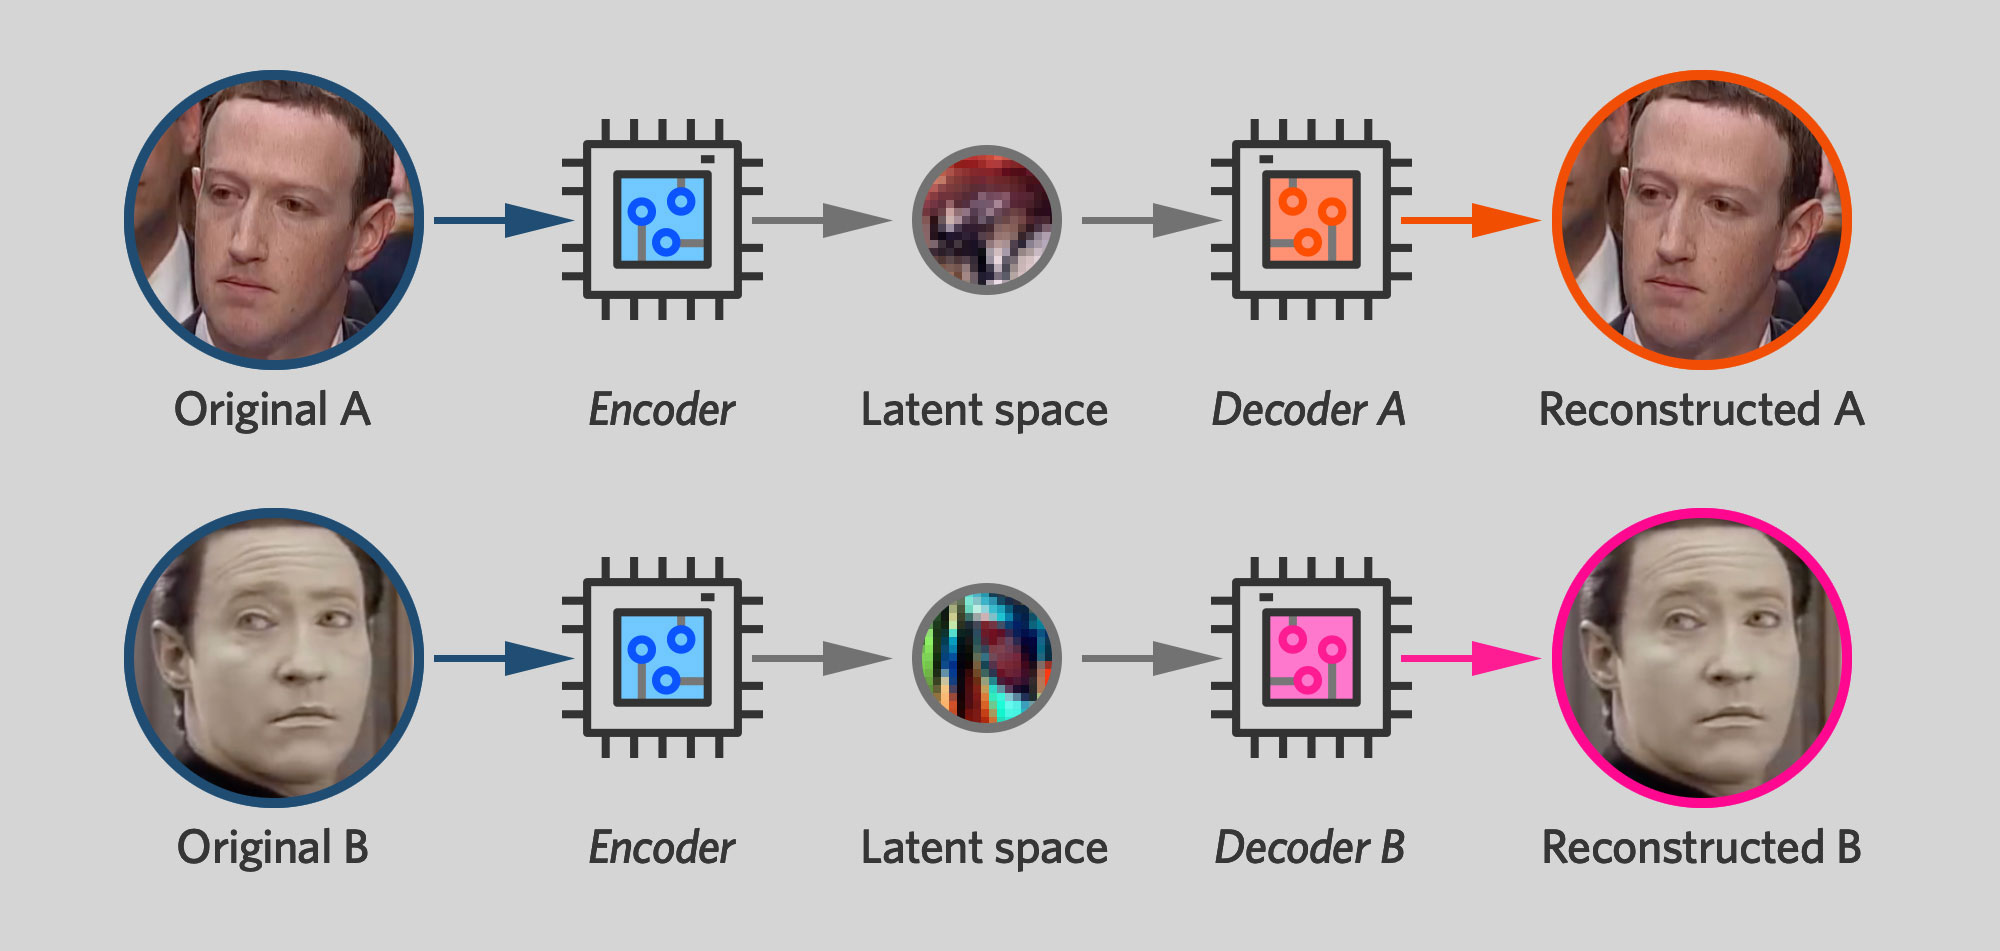 Original A
Encoder
Latent space
Decoder A
Reconstructed A
Original B
Encoder
Latent space
Decoder B
Reconstructed B